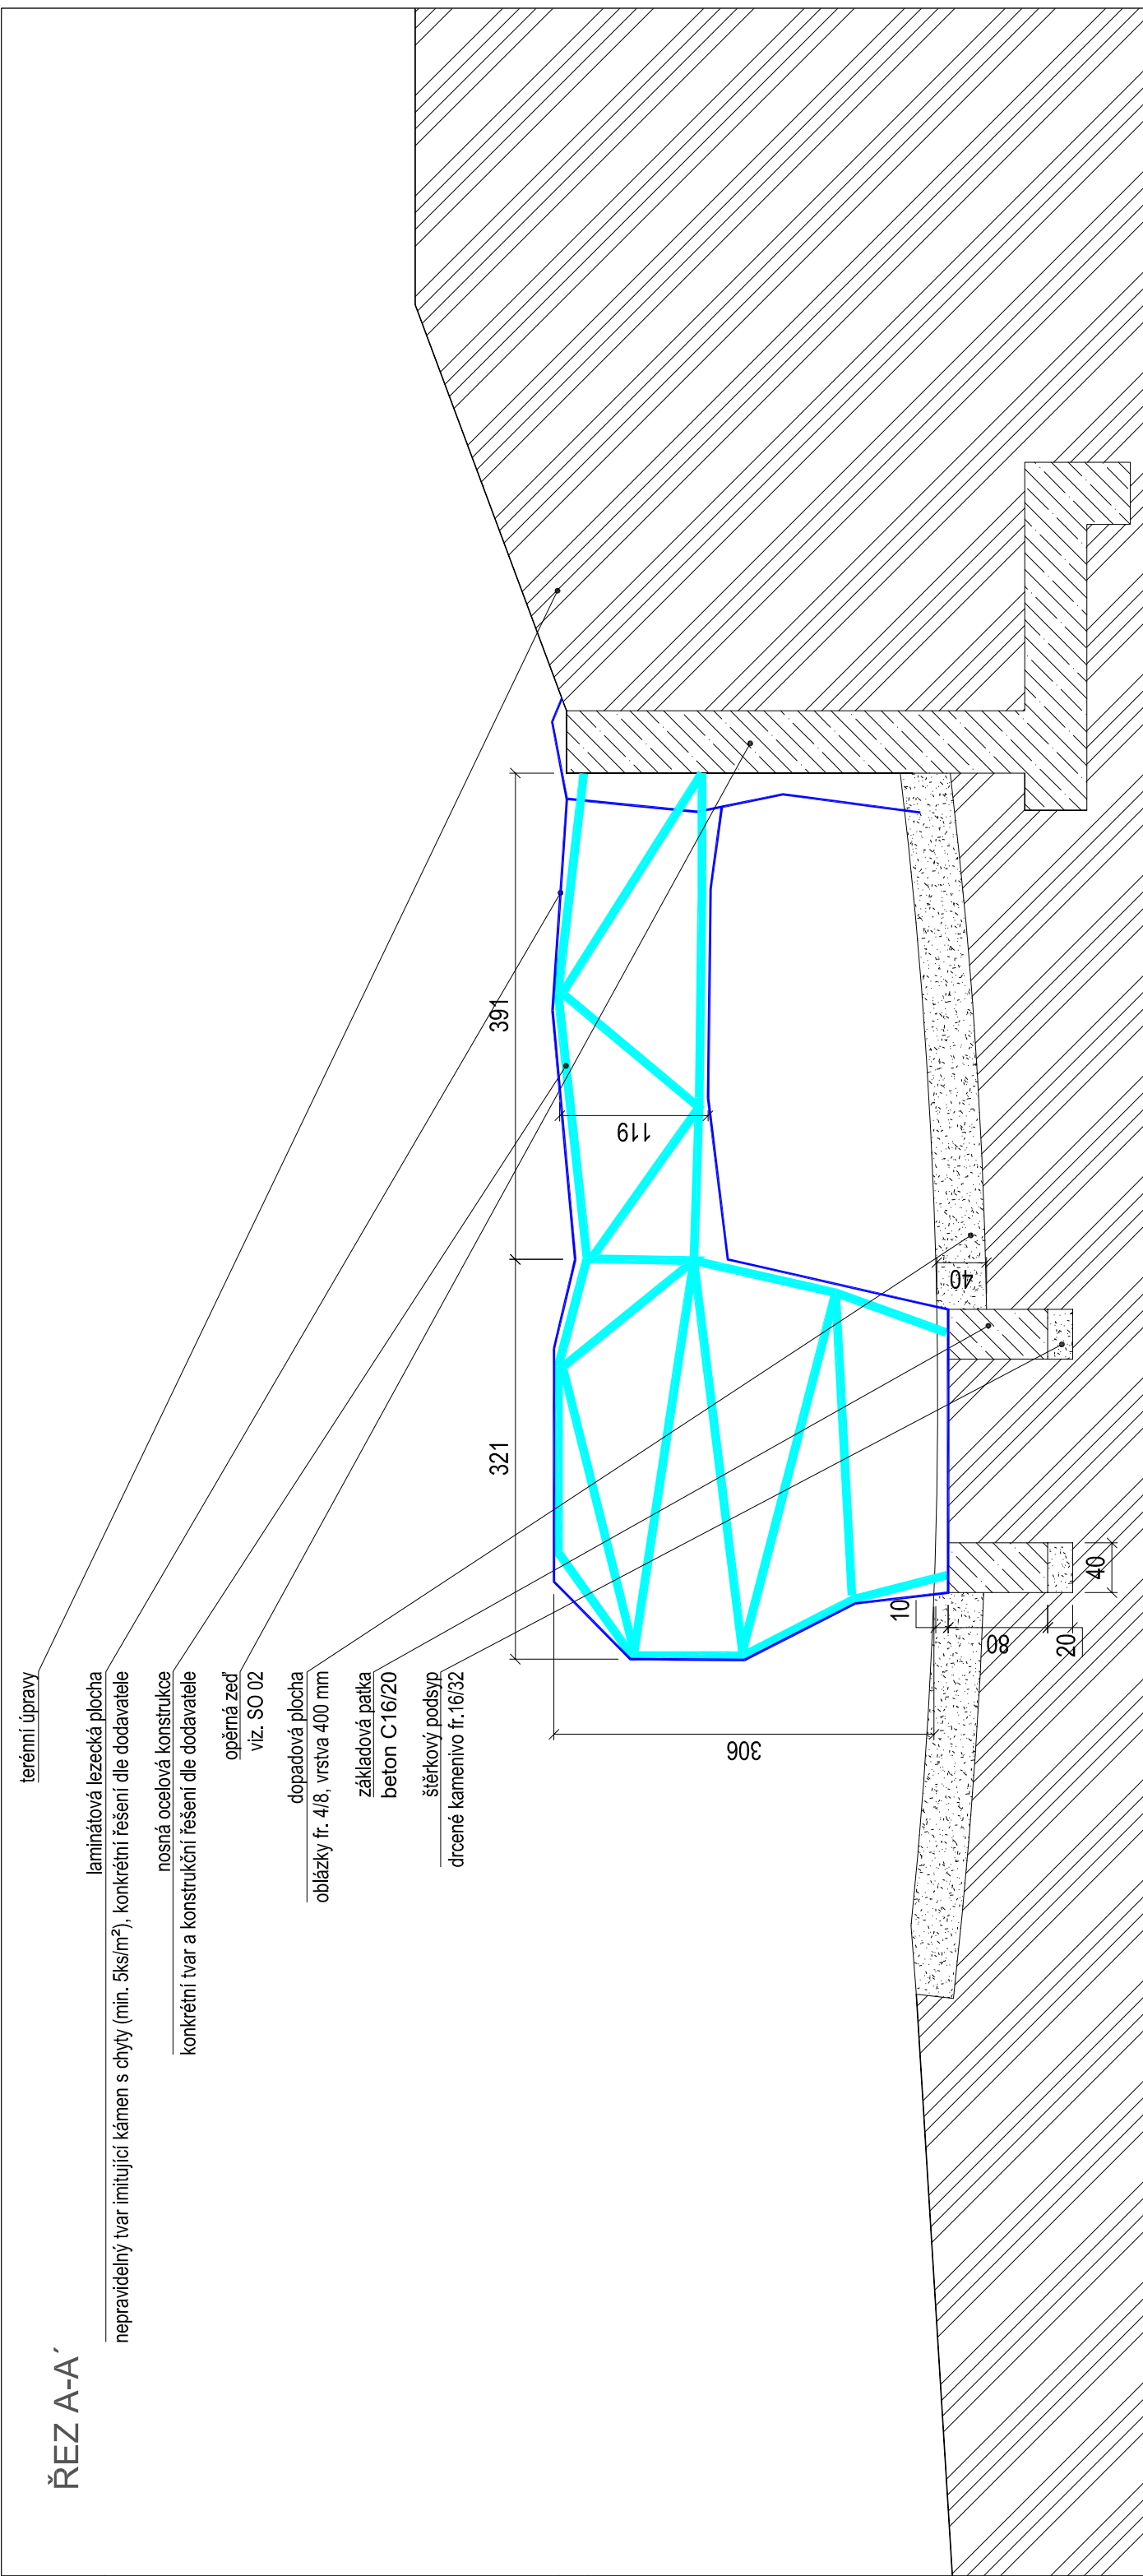 ŘEZ A-A´
terénní úpravy
laminátová lezecká plocha
nepravidelný tvar imitující kámen s chyty (min. 5ks/m²), konkrétní řešení dle dodavatele
nosná ocelová konstrukce
konkrétní tvar a konstrukční řešení dle dodavatele
opěrná zeď
viz. SO 02
dopadová plocha
oblázky fr. 4/8, vrstva 400 mm
základová patka
beton C16/20
štěrkový podsyp
drcené kamenivo fr.16/32
321
391
119
306
40
10
80
20
40